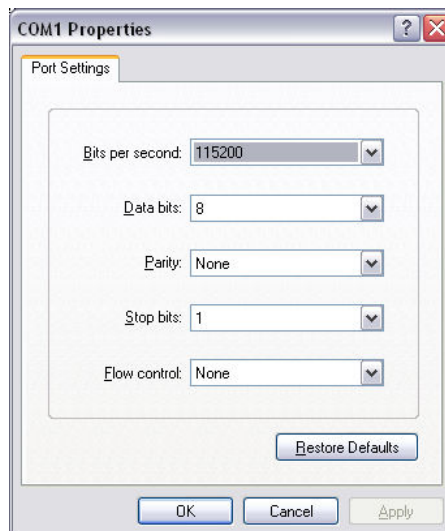 COM1 Properties
Port Settings
Bits per second: 115200
Data bits: 8
Parity: None
Stop bits: 1
Flow control: None
Restore Defaults
OK Cancel Apply